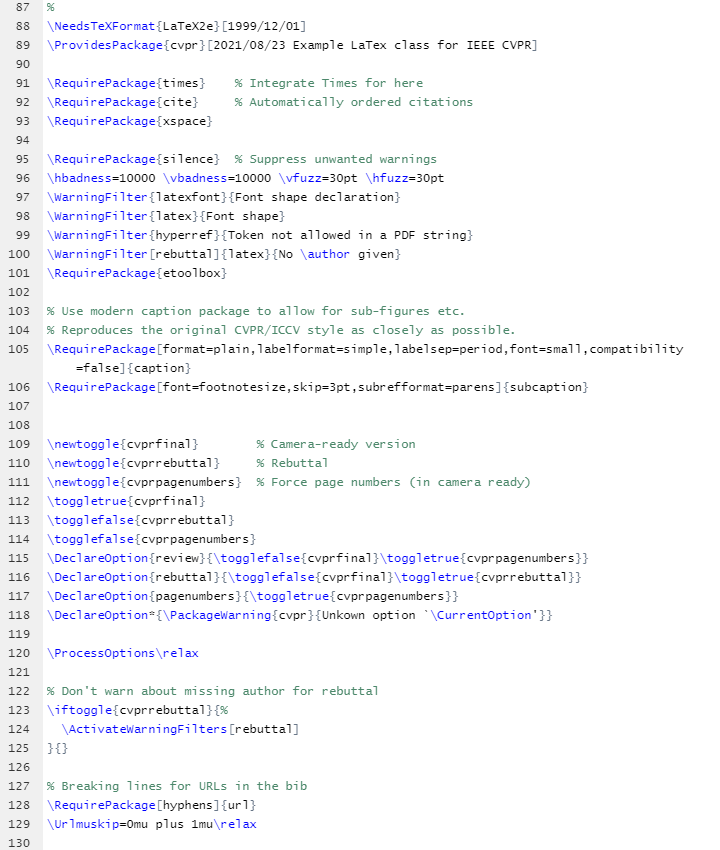 87 %
88 \NeedsTeXFormat{LaTeX2e}[1999/12/01]
89 \ProvidesPackage{cvpr}[2021/08/23 Example LaTex class for IEEE CVPR]
90
91 \RequirePackage{times}    % Integrate Times for here
92 \RequirePackage{cite}     % Automatically ordered citations
93 \RequirePackage{xspace}
94
95 \RequirePackage{silence}  % Suppress unwanted warnings
96 \hbadness=10000 \vbadness=10000 \vfuzz=30pt \hfuzz=30pt
97 \WarningFilter{latexfont}{Font shape declaration}
98 \WarningFilter{latex}{Font shape}
99 \WarningFilter{hyperref}{Token not allowed in a PDF string}
100 \WarningFilter[rebuttal]{latex}{No \author given}
101 \RequirePackage{etoolbox}
102
103 % Use modern caption package to allow for sub-figures etc.
104 % Reproduces the original CVPR/ICCV style as closely as possible.
105 \RequirePackage[format=plain,labelformat=simple,labelsep=period,font=small,compatibility
=false]{caption}
106 \RequirePackage[font=footnotesize,skip=3pt,subrefformat=parens]{subcaption}
107
108
109 \newtoggle{cvprfinal}        % Camera-ready version
110 \newtoggle{cvprrebuttal}     % Rebuttal
111 \newtoggle{cvprpagenumbers}  % Force page numbers (in camera ready)
112 \toggletrue{cvprfinal}
113 \togglefalse{cvprrebuttal}
114 \togglefalse{cvprpagenumbers}
115 \DeclareOption{review}{\togglefalse{cvprfinal}\toggletrue{cvprpagenumbers}}
116 \DeclareOption{rebuttal}{\togglefalse{cvprfinal}\toggletrue{cvprrebuttal}}
117 \DeclareOption{pagenumbers}{\toggletrue{cvprpagenumbers}}
118 \DeclareOption*{\PackageWarning{cvpr}{Unkown option `\CurrentOption'}}
119
120 \ProcessOptions\relax
121
122 % Don't warn about missing author for rebuttal
123 \iftoggle{cvprrebuttal}{%
124   \ActivateWarningFilters[rebuttal]
125 }{}
126
127 % Breaking lines for URLs in the bib
128 \RequirePackage[hyphens]{url}
129 \Urlmuskip=0mu plus 1mu\relax
130